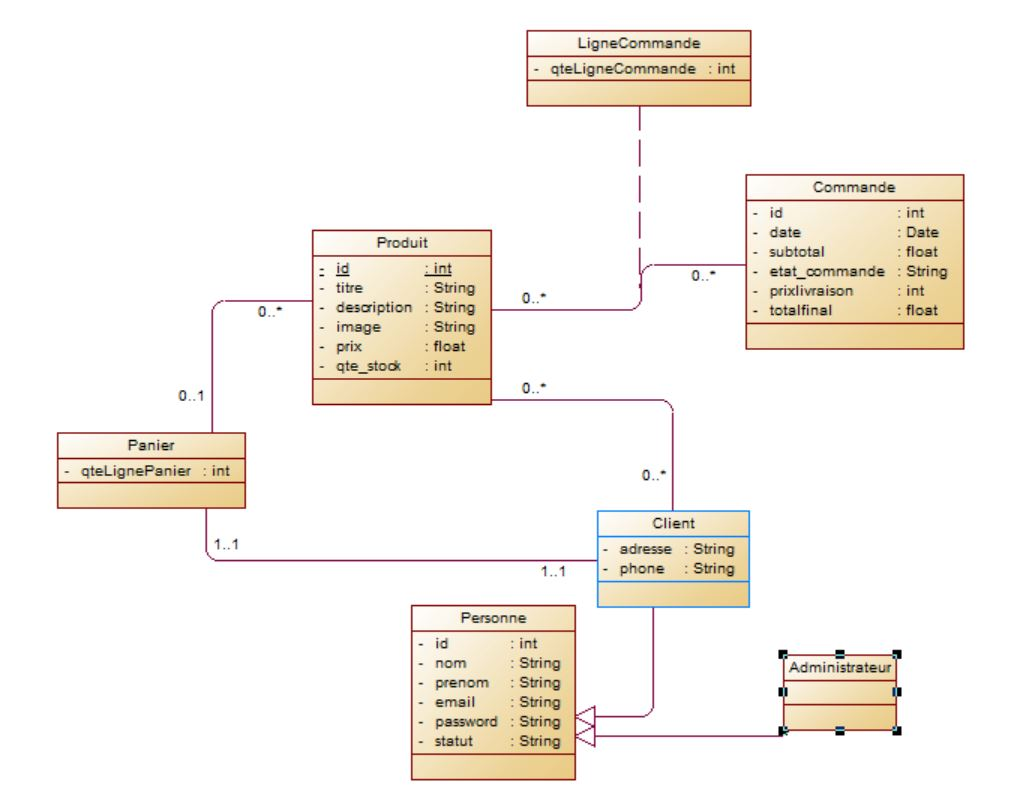 LigneCommande
- qteLigneCommande : int
Commande
- id : int
- date : Date
- subtotal : float
- etat_commande : String
- prixlivraison : int
- totalfinal : float
0..*
Produit
- id : int
- titre : String
- description : String
- image : String
- prix : float
- qte_stock : int
0..*
0..*
0..*
0..1
Panier
- qteLignePanier : int
0..*
Client
- adresse : String
- phone : String
1..1
1..1
Personne
- id : int
- nom : String
- prenom : String
- email : String
- password : String
- statut : String
Administrateur